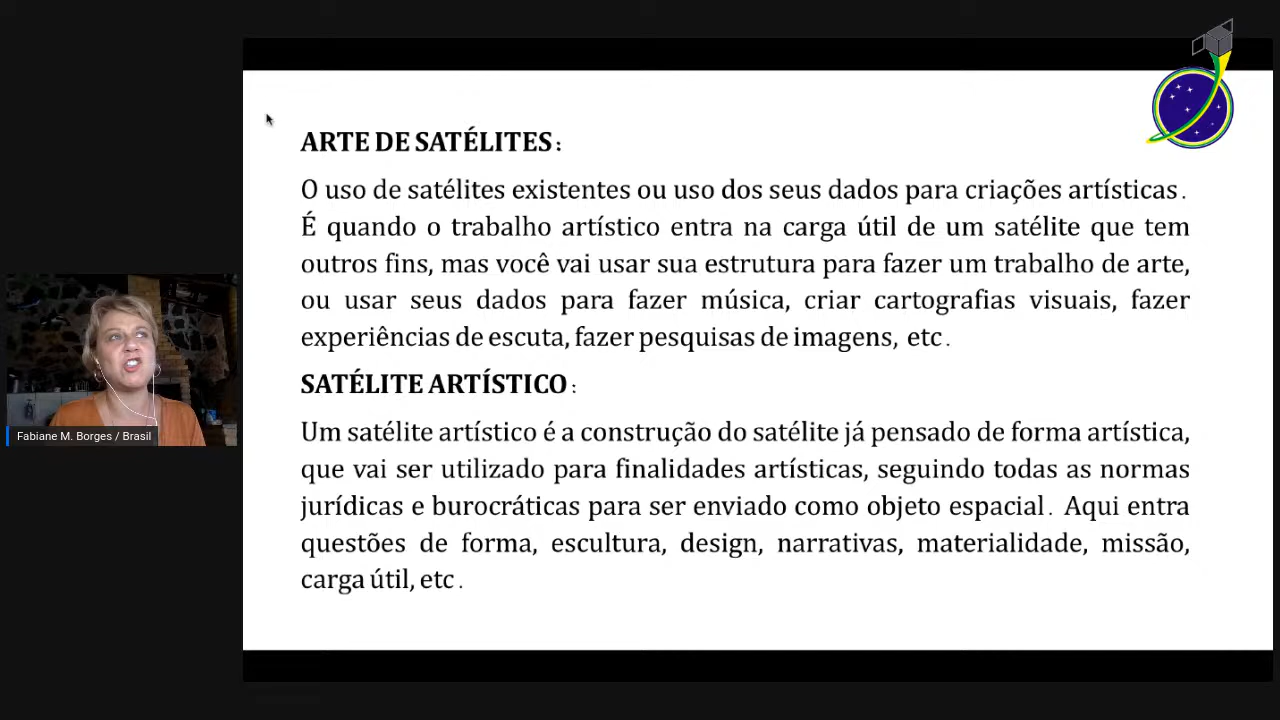 ARTE DE SATÉLITES:
O uso de satélites existentes ou uso dos seus dados para criações artísticas.
É quando o trabalho artístico entra na carga útil de um satélite que tem
outros fins, mas você vai usar sua estrutura para fazer um trabalho de arte,
ou usar seus dados para fazer música, criar cartografias visuais, fazer
experiências de escuta, fazer pesquisas de imagens, etc.
SATÉLITE ARTÍSTICO:
Um satélite artístico é a construção do satélite já pensado de forma artística,
que vai ser utilizado para finalidades artísticas, seguindo todas as normas
jurídicas e burocráticas para ser enviado como objeto espacial. Aqui entra
questões de forma, escultura, design, narrativas, materialidade, missão,
carga útil, etc.
Fabiane M. Borges / Brasil